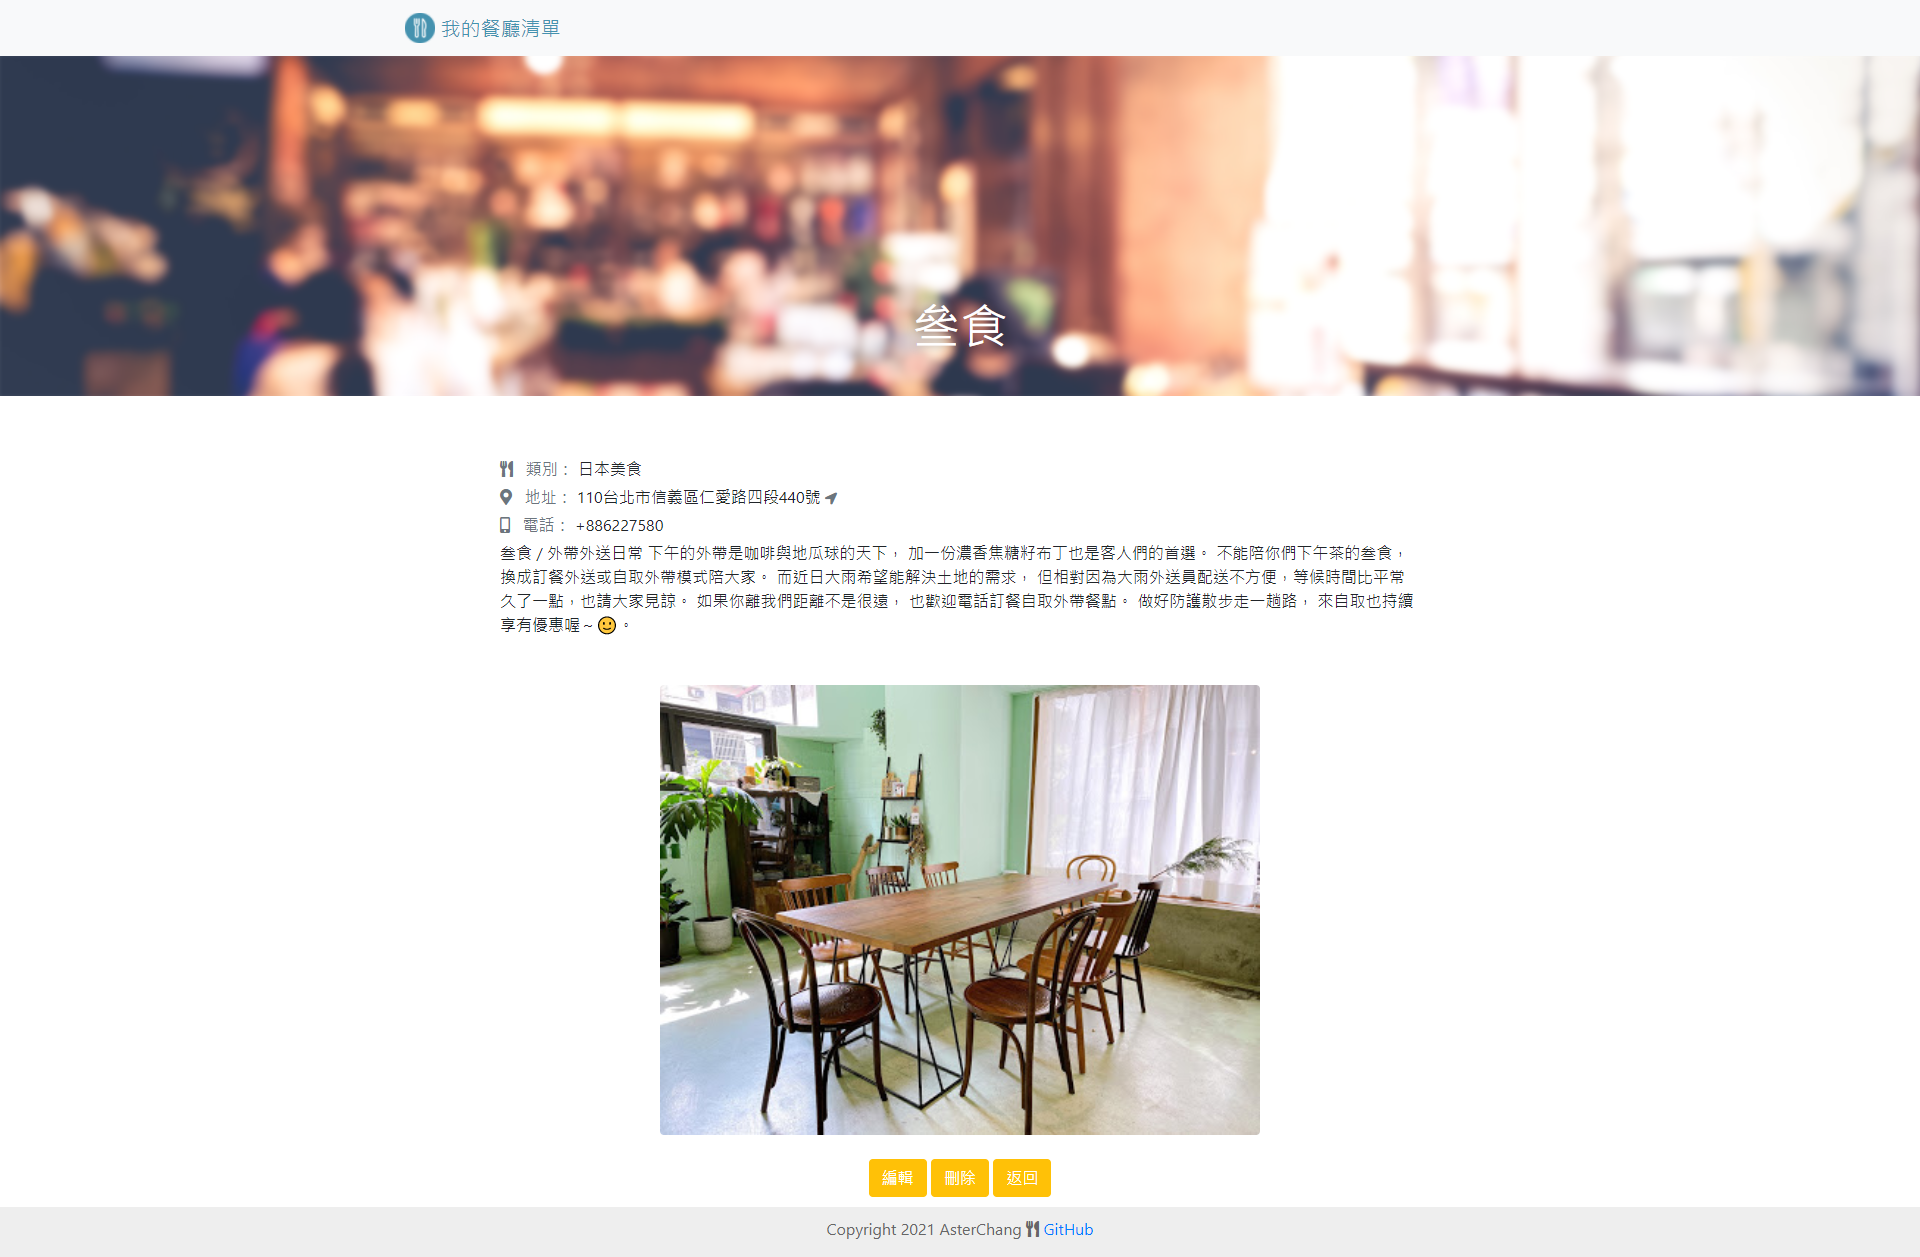 我的餐廳清單
叄食
類別： 日本美食
地址： 110台北市信義區仁愛路四段440號
電話： +886227580
叄食 / 外帶外送日常 下午的外帶是咖啡與地瓜球的天下， 加一份濃香焦糖籽布丁也是客人們的首選。 不能陪你們下午茶的叄食，
換成訂餐外送或自取外帶模式陪大家。 而近日大雨希望能解決土地的需求， 但相對因為大雨外送員配送不方便，等候時間比平常
久了一點，也請大家見諒。 如果你離我們距離不是很遠， 也歡迎電話訂餐自取外帶餐點。 做好防護散步走一趟路， 來自取也持續
享有優惠喔～🙂。
編輯 刪除 返回
Copyright 2021 AsterChang GitHub